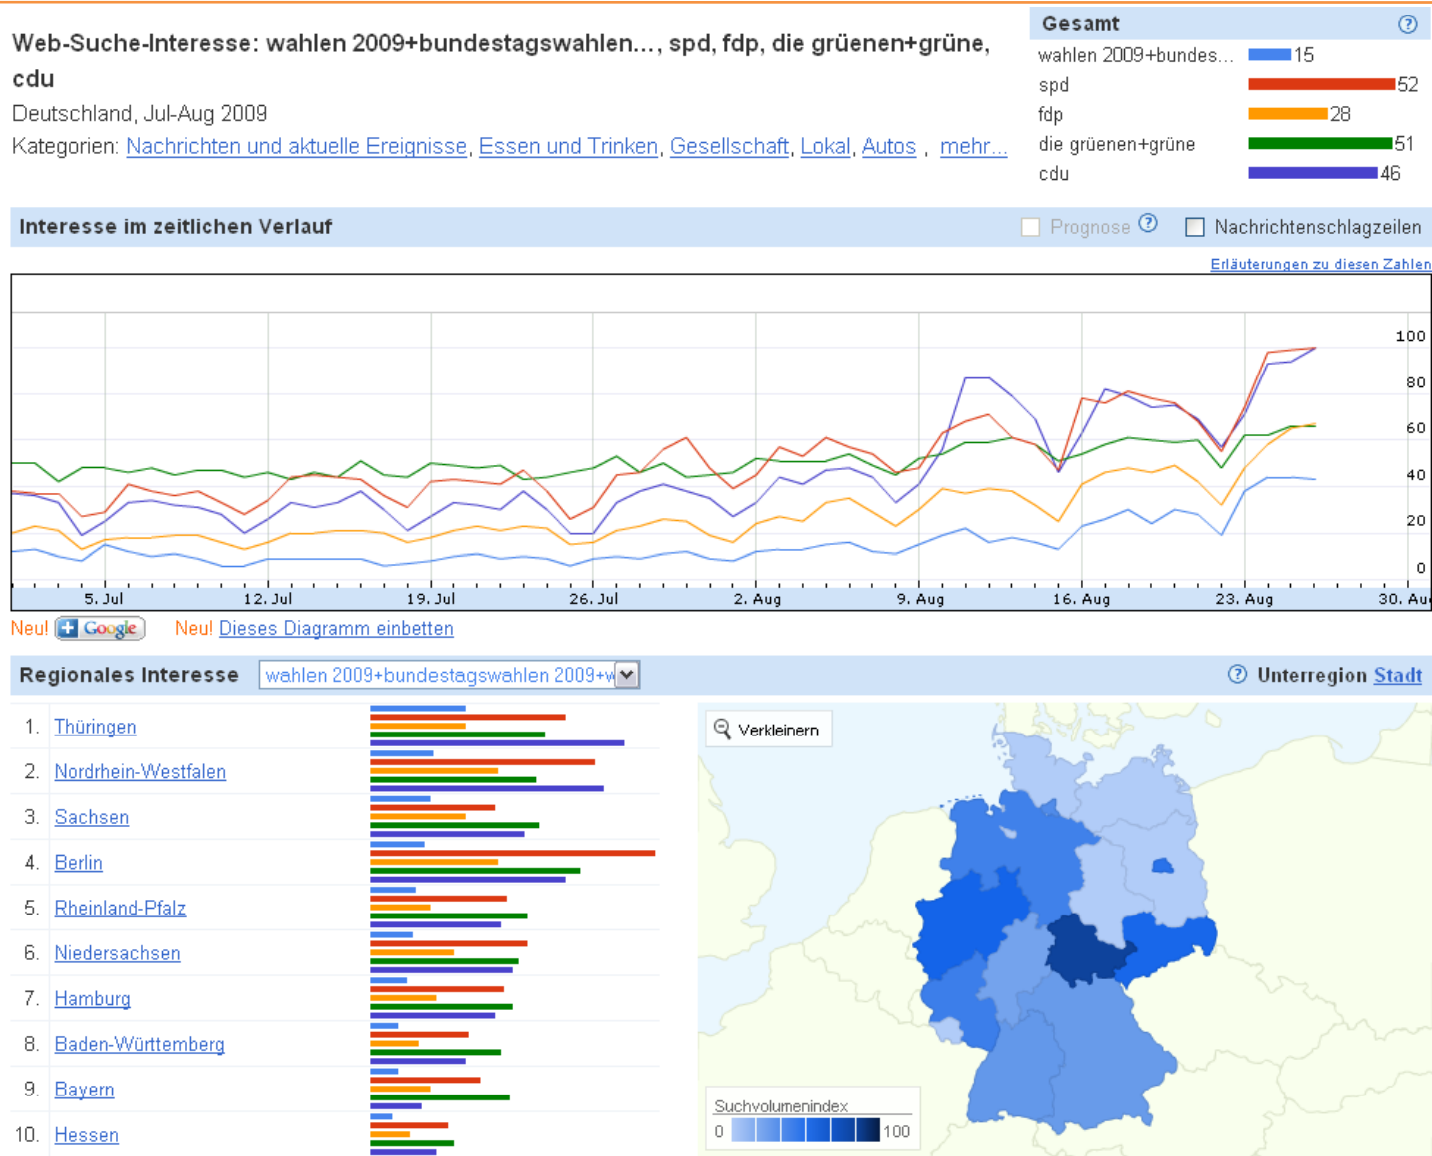 Web-Suche-Interesse: wahlen 2009+bundestagswahlen..., spd, fdp, die grüenen+grüne,
cdu
Deutschland, Jul-Aug 2009
Kategorien: Nachrichten und aktuelle Ereignisse, Essen und Trinken, Gesellschaft, Lokal, Autos , mehr...
Gesamt ?
wahlen 2009+bundes... 15
spd 52
fdp 28
die grüenen+grüne 51
cdu 46
Interesse im zeitlichen Verlauf
Prognose ? Nachrichtenschlagzeilen
Erläuterungen zu diesen Zahlen
100
80
60
40
20
0
5. Jul 12. Jul 19. Jul 26. Jul 2. Aug 9. Aug 16. Aug 23. Aug 30. Au
Neu! + Google Neu! Dieses Diagramm einbetten
Regionales Interesse wahlen 2009+bundestagswahlen 2009+w ? Unterregion Stadt
1. Thüringen
2. Nordrhein-Westfalen
3. Sachsen
4. Berlin
5. Rheinland-Pfalz
6. Niedersachsen
7. Hamburg
8. Baden-Württemberg
9. Bayern
10. Hessen
Verkleinern
Suchvolumenindex
0 100